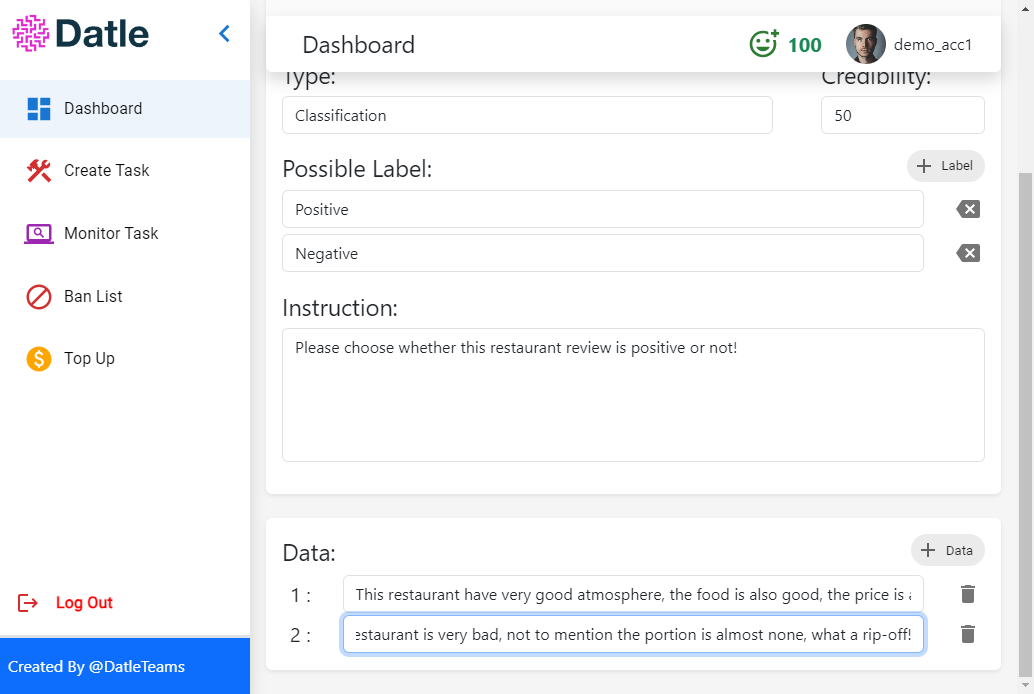 Datle
Dashboard
100
demo_acc1
Dashboard
Create Task
Monitor Task
Ban List
Top Up
Log Out
Created By @DatleTeams
Type:
Credibility:
Classification
50
Possible Label:
Label
Positive
Negative
Instruction:
Please choose whether this restaurant review is positive or not!
Data:
Data
1 :
This restaurant have very good atmosphere, the food is also good, the price is
2 :
is very bad, not to mention the portion is almost none, what a rip-off!